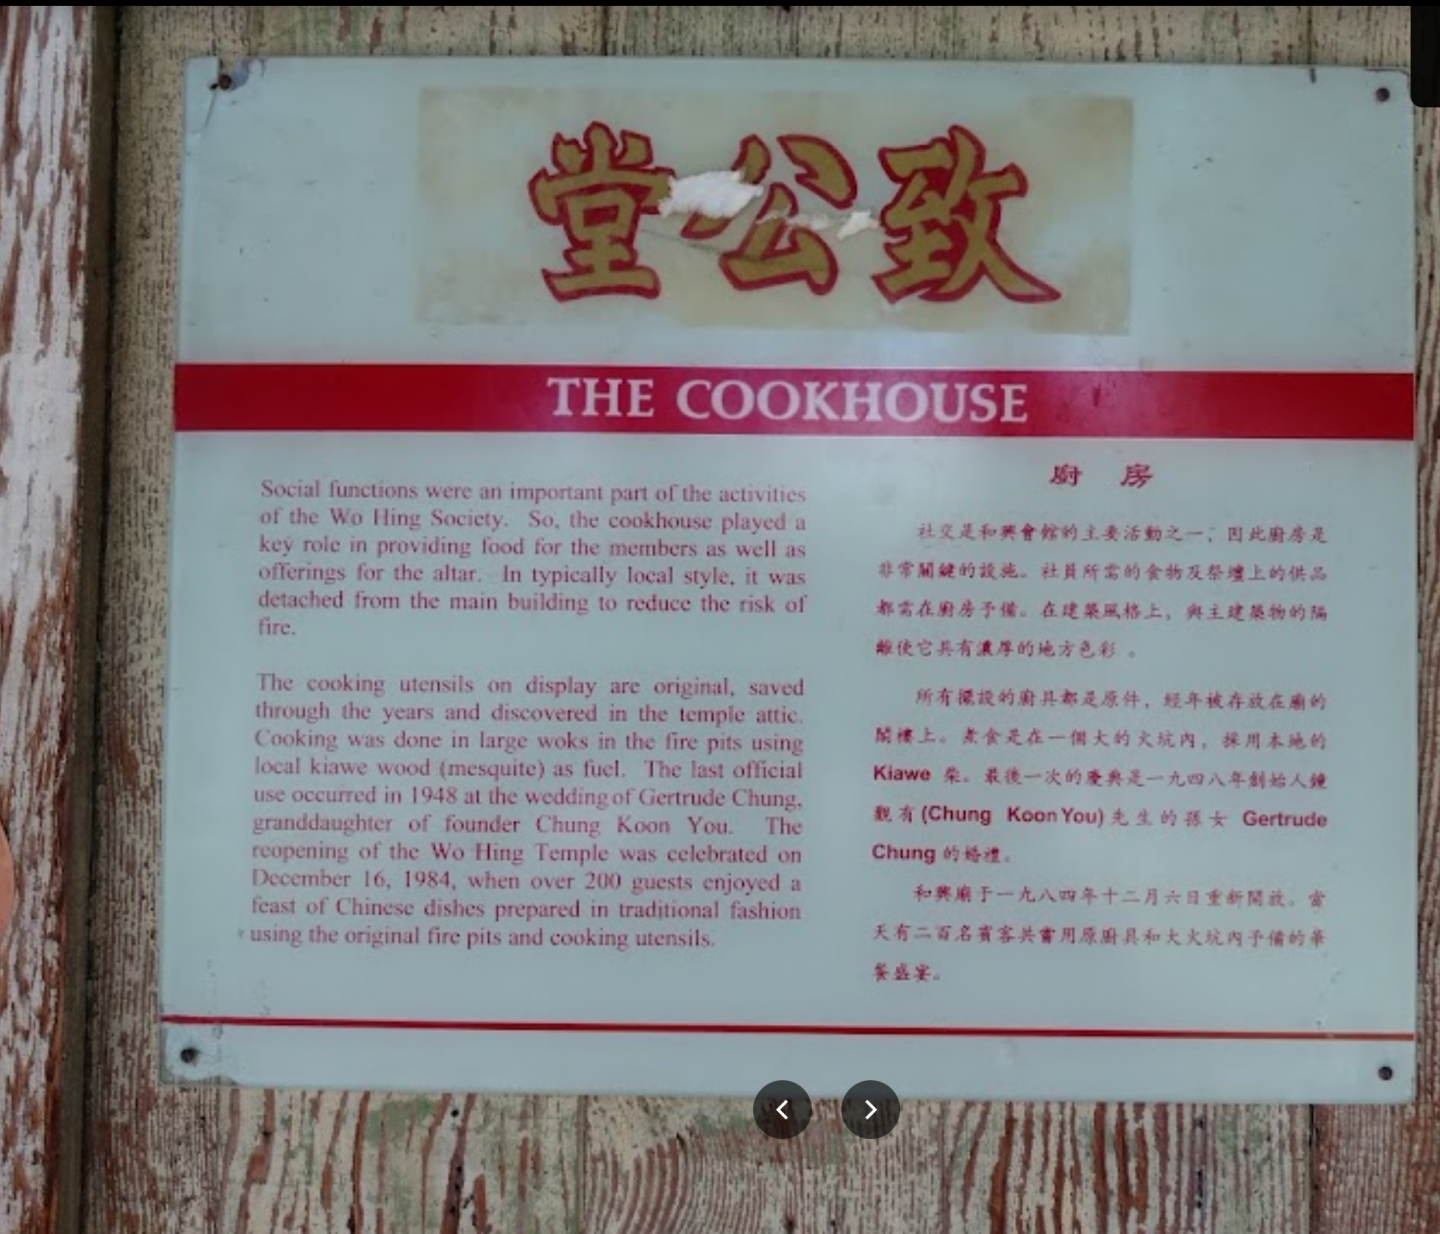 堂公致
THE COOKHOUSE
Social functions were an important part of the activities
of the Wo Hing Society. So, the cookhouse played a
key role in providing food for the members as well as
offerings for the altar. In typically local style, it was
detached from the main building to reduce the risk of
fire.
The cooking utensils on display are original, saved
through the years and discovered in the temple attic.
Cooking was done in large woks in the fire pits using
local kiawe wood (mesquite) as fuel. The last official
use occurred in 1948 at the wedding of Gertrude Chung,
granddaughter of founder Chung Koon You. The
reopening of the Wo Hing Temple was celebrated on
December 16, 1984, when over 200 guests enjoyed a
feast of Chinese dishes prepared in traditional fashion
using the original fire pits and cooking utensils.
廚 房
社交是和興會館的主要活動之一; 因此廚房是
非常關鍵的設施。社員所需的食物及祭壇上的供品
都需在廚房予備。在建築風格上, 與主建築物的隔
離使它具有濃厚的地方色彩 。
所有擺設的廚具都是原件, 經年被存放在廟的
閣樓上。煮食是在一個大的火坑內, 採用本地的
Kiawe 柴。最後一次的慶典是一九四八年創始人鐘
觀有(Chung Koon You) 先生的孫女 Gertrude
Chung 的婚禮。
和興廟于一九八四年十二月六日重新開放。當
天有二百名賓客共嘗用原廚具和大火坑內予備的華
餐盛宴。